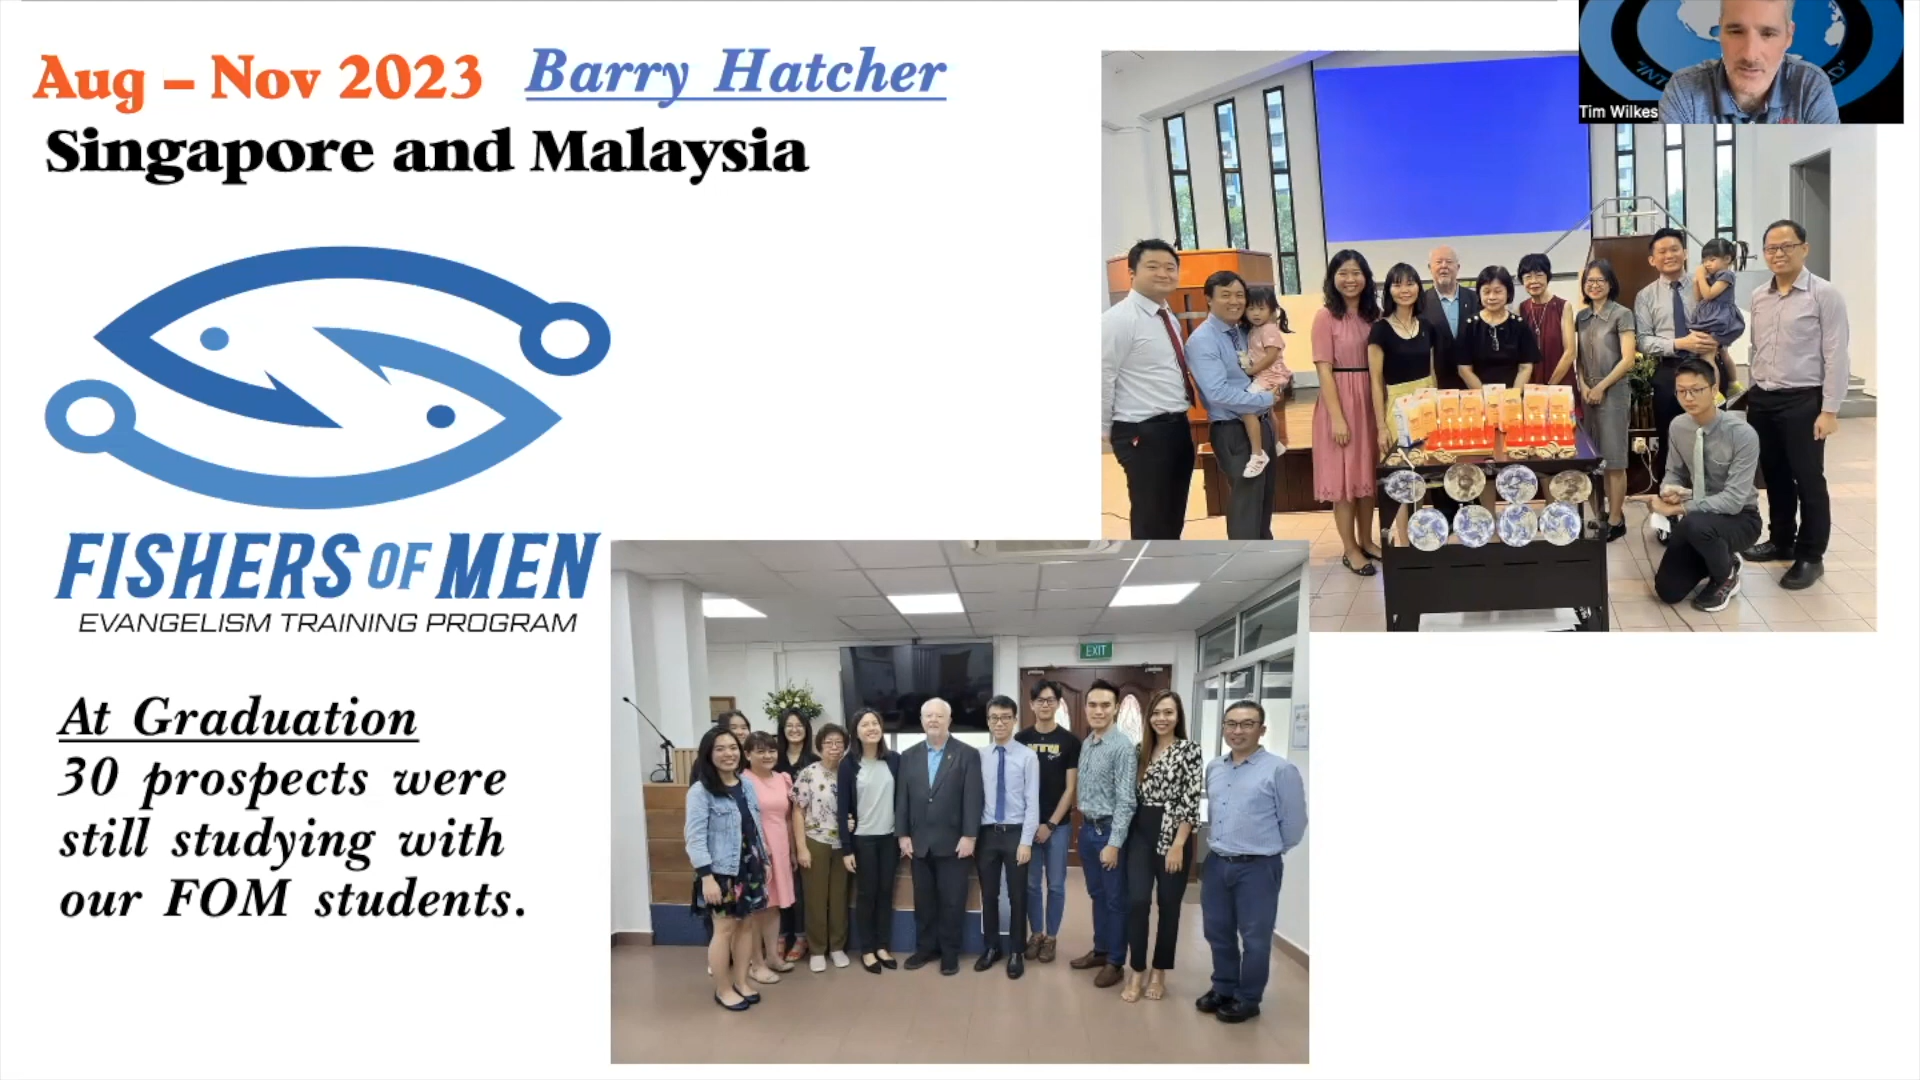 Aug – Nov 2023 Barry Hatcher
Singapore and Malaysia
Tim Wilkes
FISHERS OF MEN
EVANGELISM TRAINING PROGRAM
EXIT
At Graduation
30 prospects were
still studying with
our FOM students.